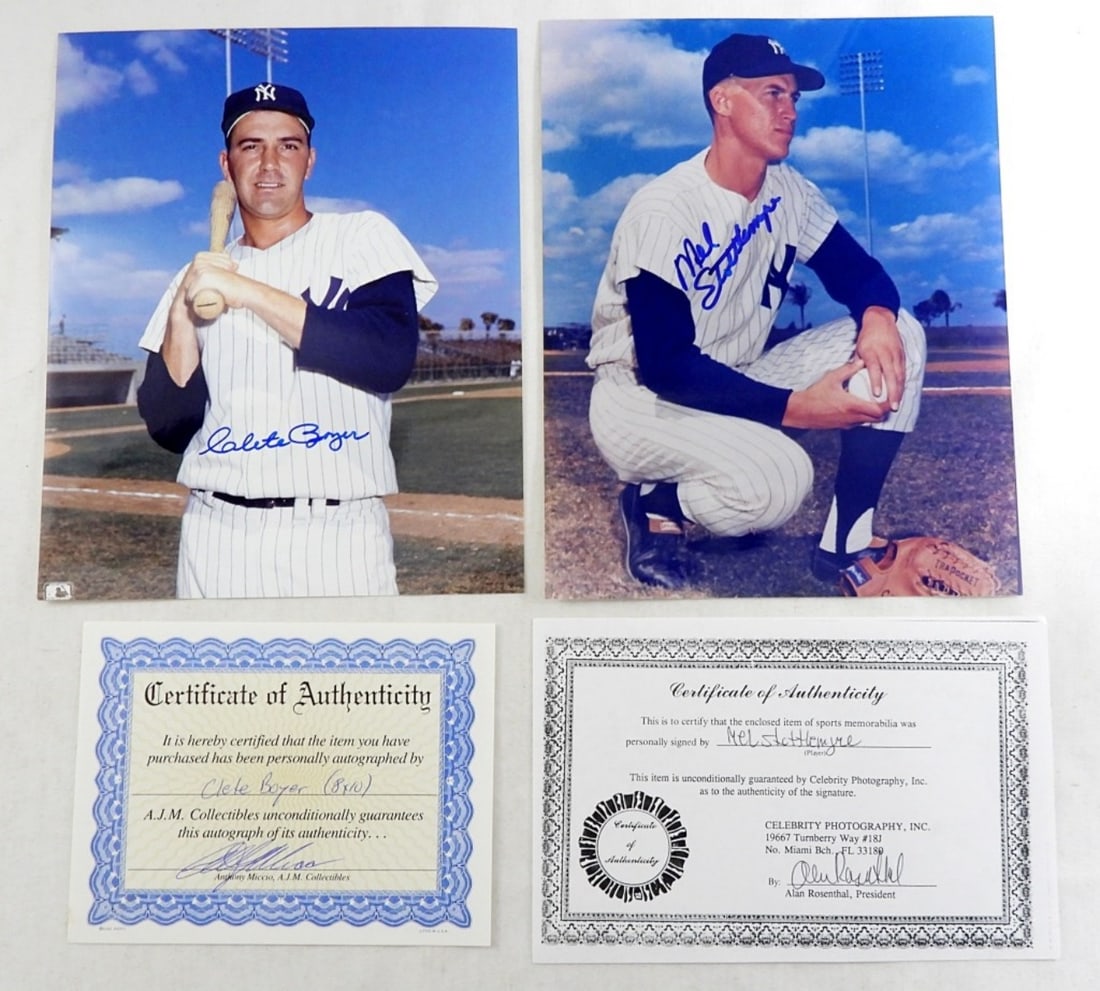 NY
Clete Boyer
NY
Mel
Stottlemyre
TRAPOCKET
Certificate of Authenticity
It is hereby certified that the item you have
purchased has been personally autographed by
Clete Boyer (8x10)
A.J.M. Collectibles unconditionally guarantees
this autograph of its authenticity. . .
Anthony Miccio, A.J.M. Collectibles
Certificate of Authenticity
This is to certify that the enclosed item of sports memorabilia was
personally signed by Mel Stottlemyre
(Player)
This item is unconditionally guaranteed by Celebrity Photography, Inc.
as to the authenticity of the signature.
Certificate
of
Authenticity
CELEBRITY PHOTOGRAPHY, INC.
19667 Turnberry Way #18J
No. Miami Bch., FL 33180
By: Alan Rosenthal
Alan Rosenthal, President